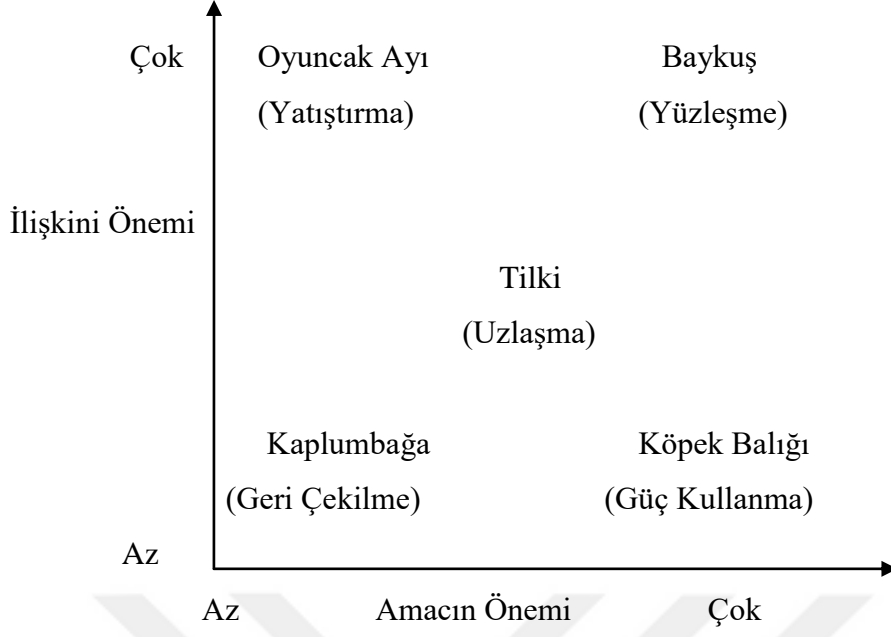 Çok Oyuncak Ayı Baykuş
(Yatıştırma) (Yüzleşme)
İlişkini Önemi
Tilki
(Uzlaşma)
Kaplumbağa Köpek Balığı
(Geri Çekilme) (Güç Kullanma)
Az
Az Amacın Önemi Çok